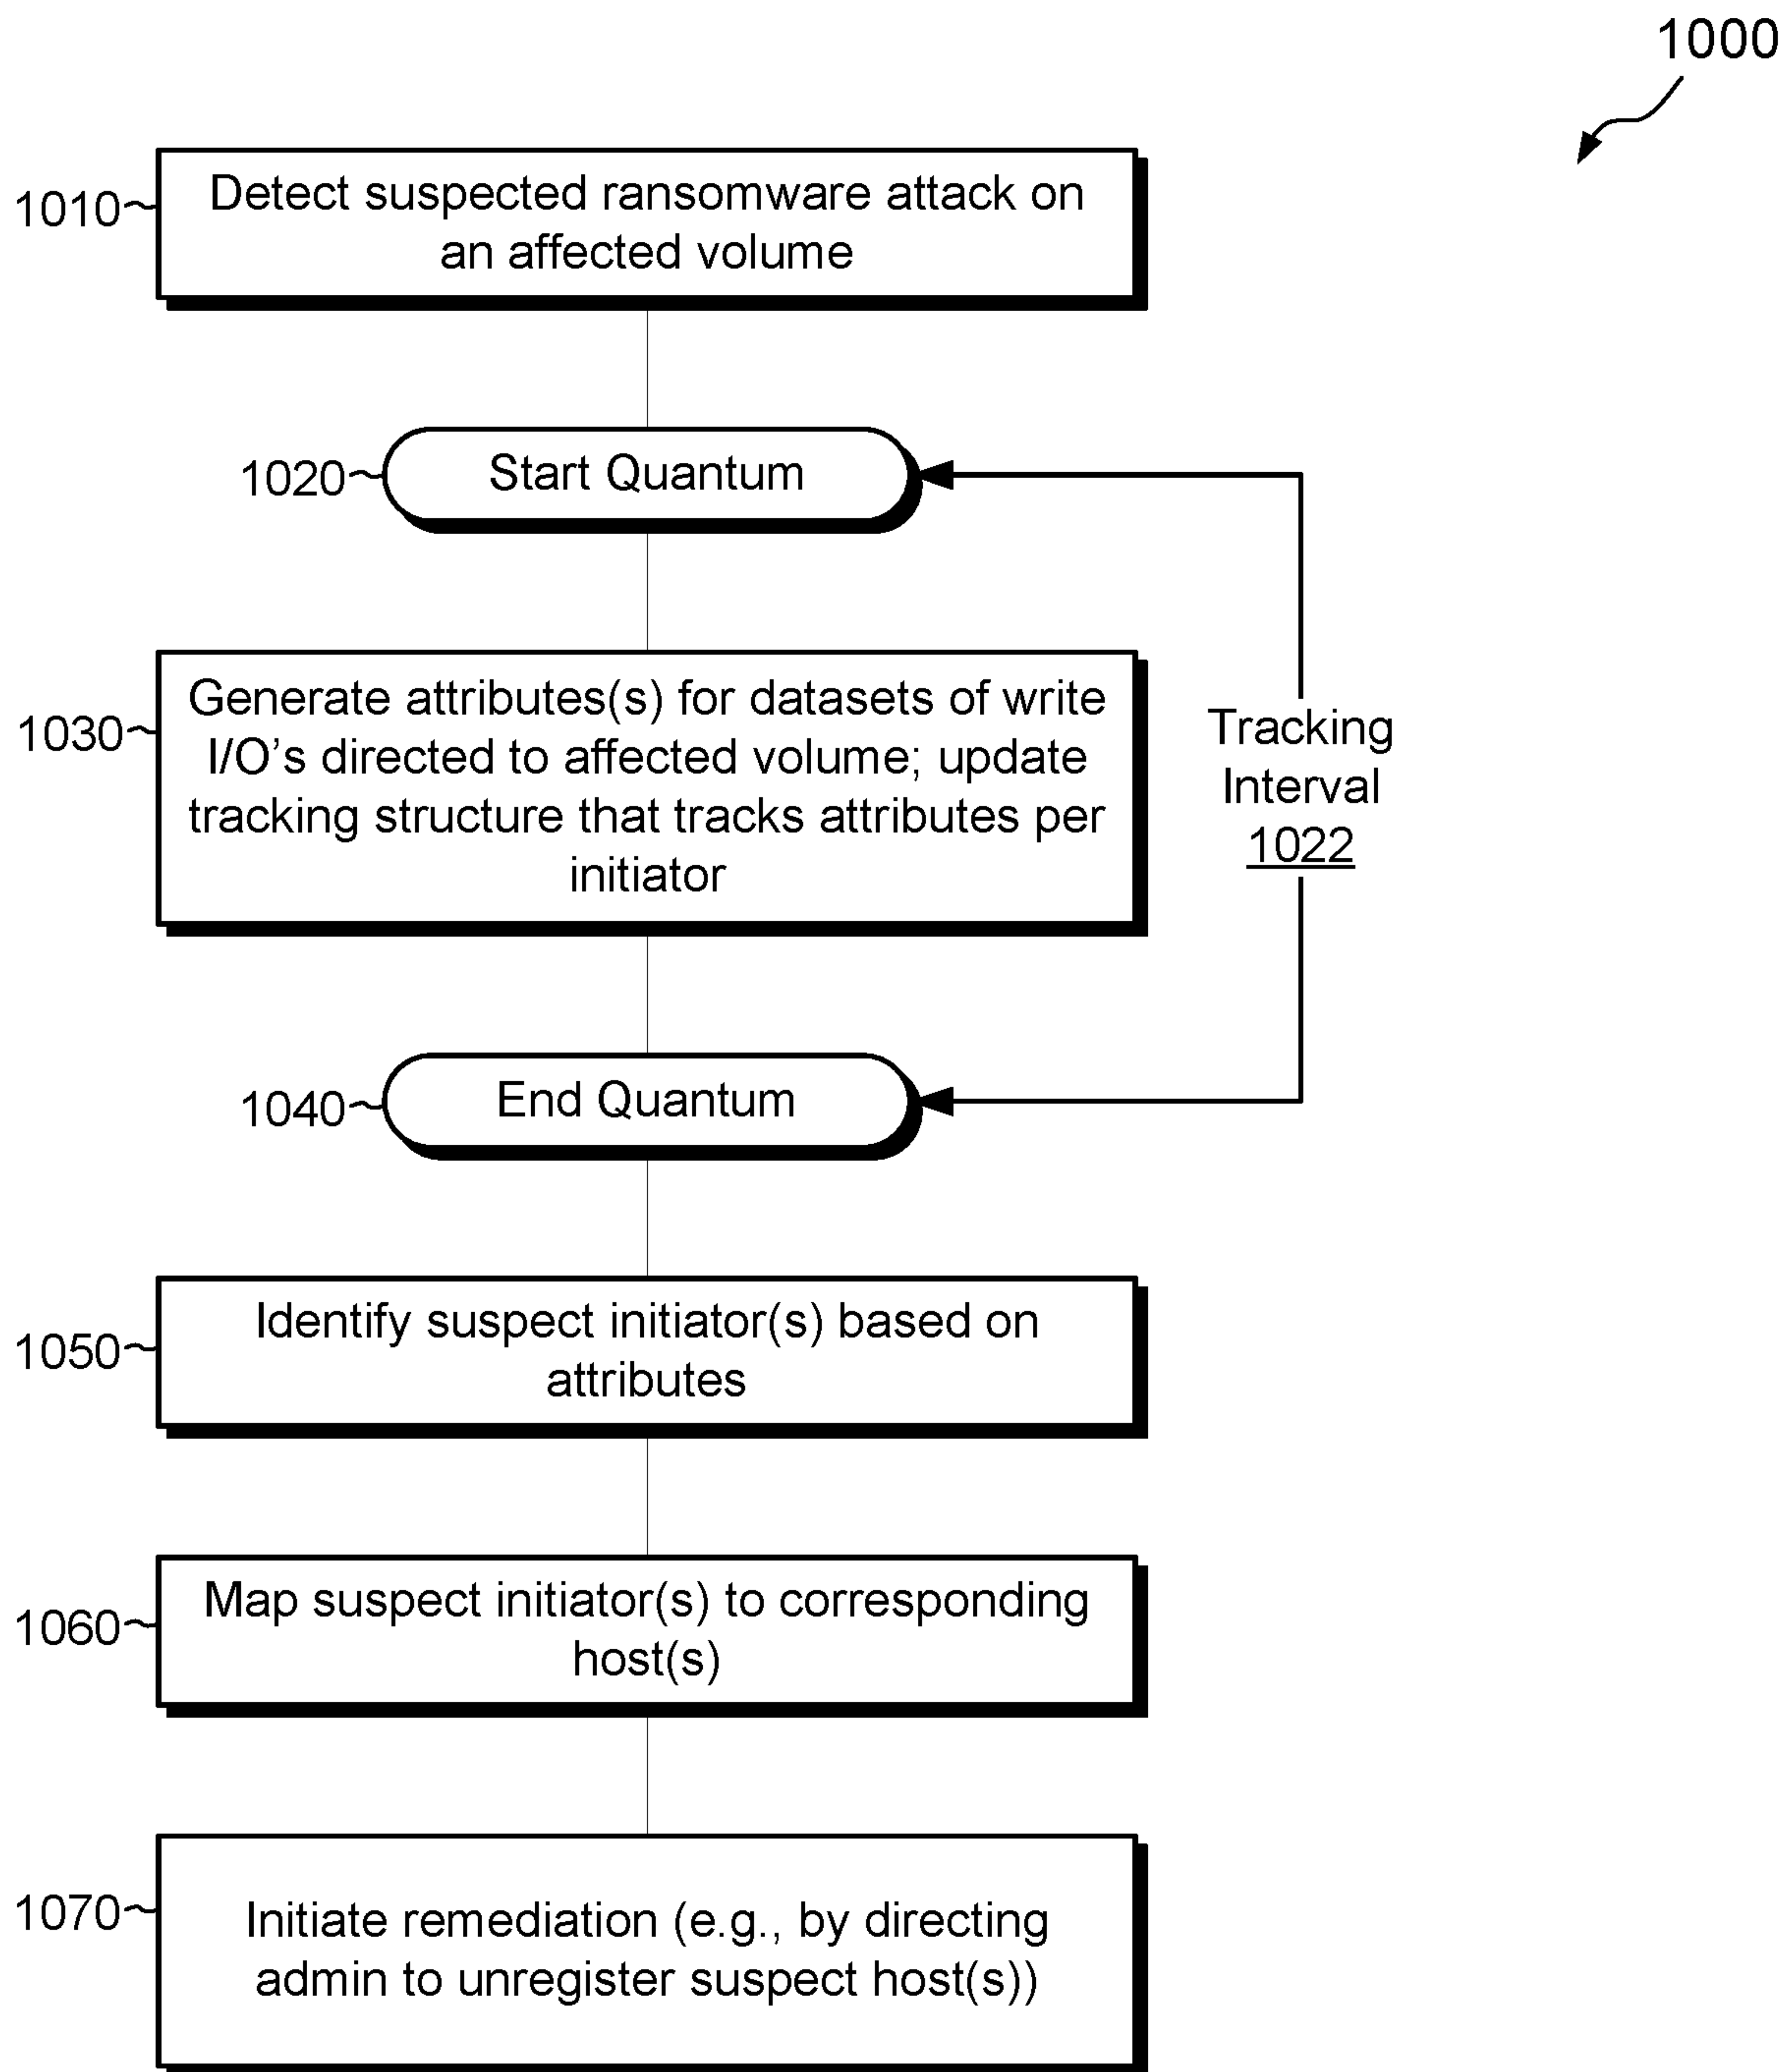 1000
1010
Detect suspected ransomware attack on
an affected volume
1020
Start Quantum
1030
Generate attributes(s) for datasets of write
I/O's directed to affected volume; update
tracking structure that tracks attributes per
initiator
Tracking
Interval
1022
1040
End Quantum
1050
Identify suspect initiator(s) based on
attributes
1060
Map suspect initiator(s) to corresponding
host(s)
1070
Initiate remediation (e.g., by directing
admin to unregister suspect host(s))